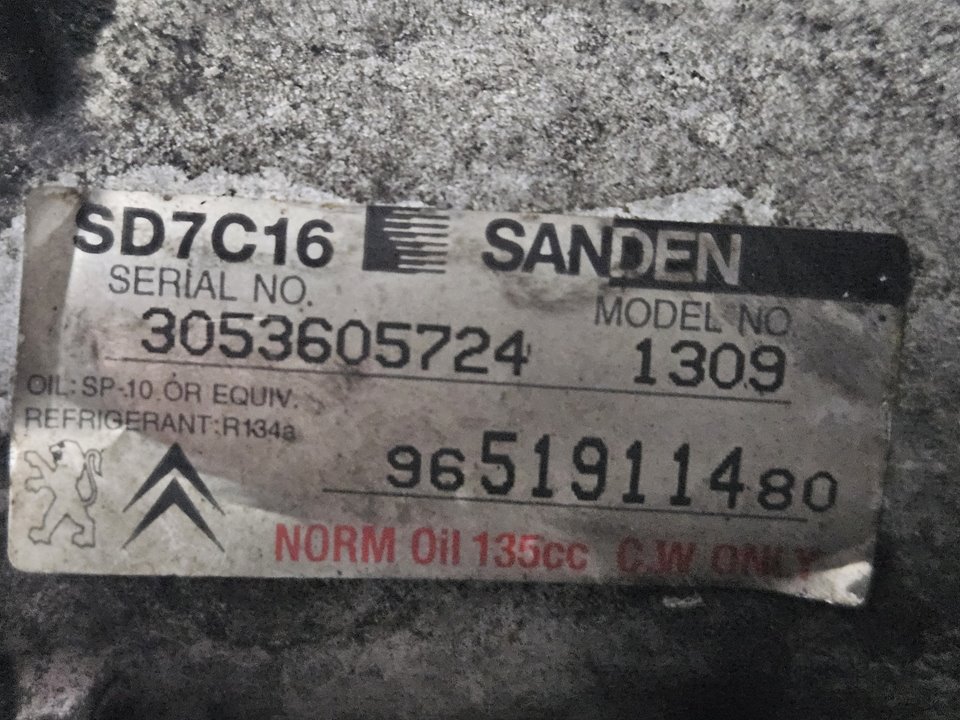 SD7C16 SANDEN
SERIAL NO. MODEL NO
3053605724 1309
OIL: SP-10 OR EQUIV.
REFRIGERANT: R134a
9651911480
NORM Oil 135cc C.W ONLY